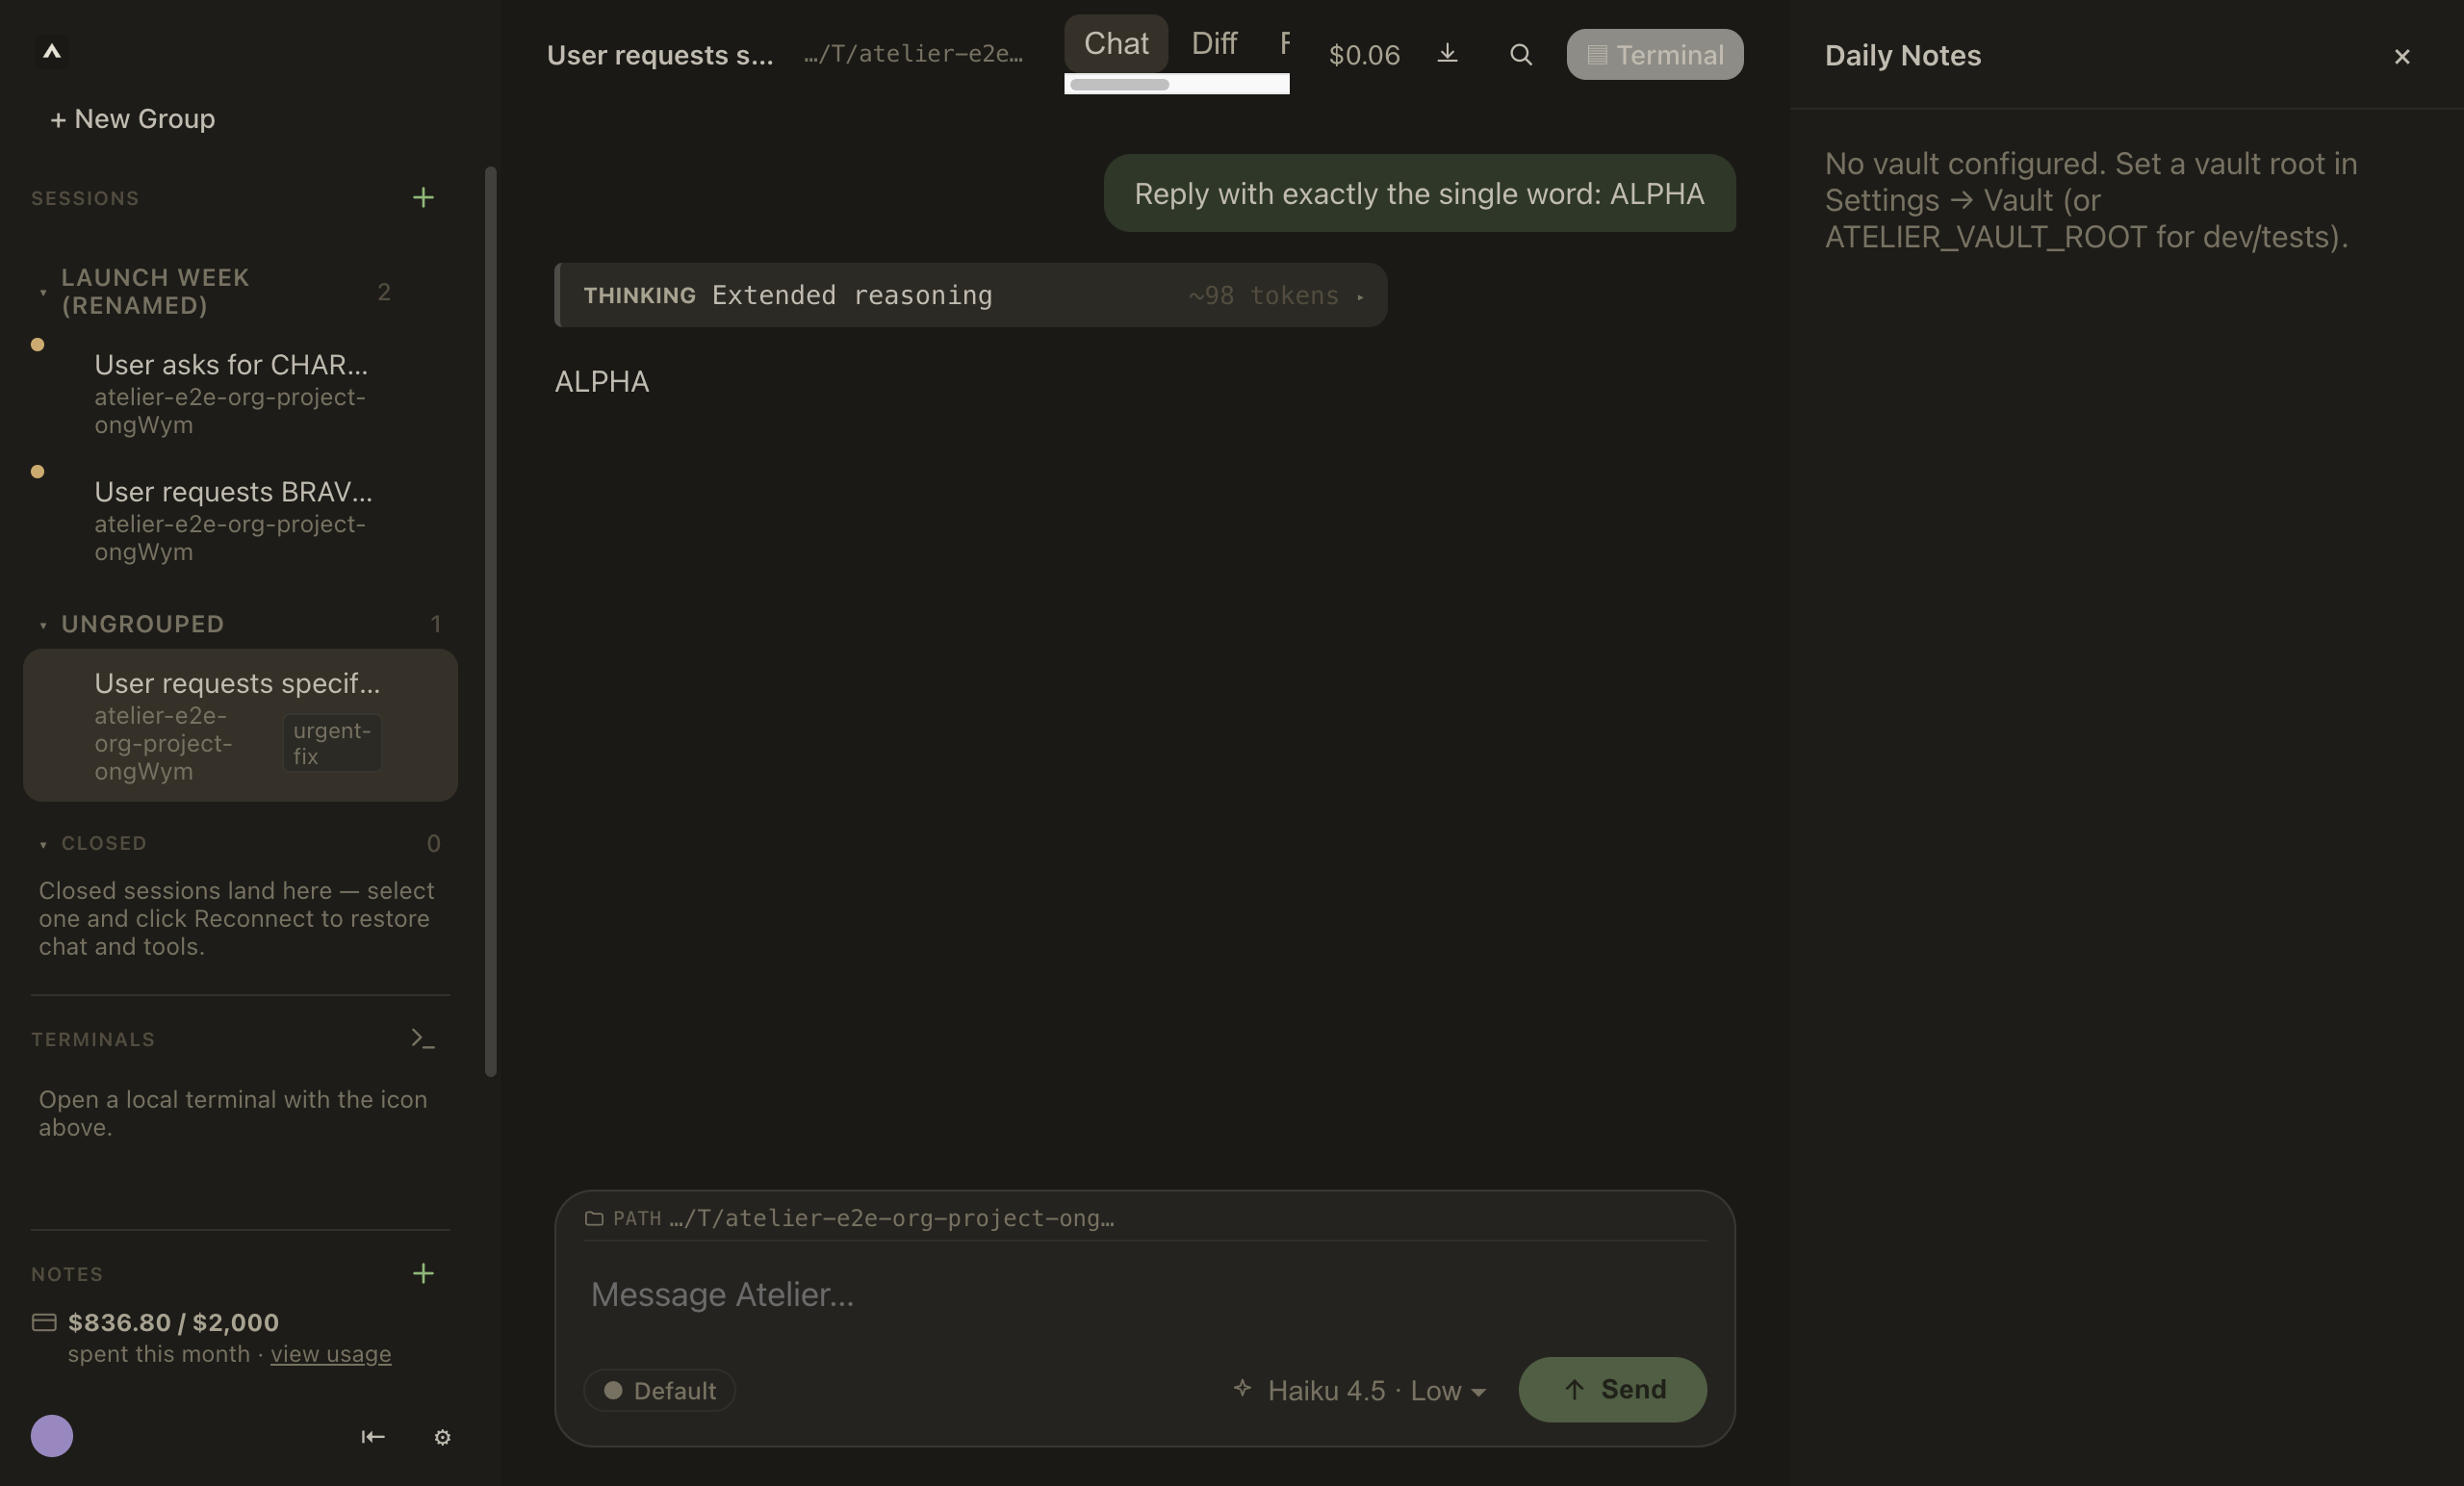 + New Group
SESSIONS
LAUNCH WEEK
(RENAMED)
2
User asks for CHAR...
atelier-e2e-org-project-
ongWym
User requests BRAV...
atelier-e2e-org-project-
ongWym
UNGROUPED
1
User requests specif...
atelier-e2e-
org-project-
ongWym
urgent-
fix
CLOSED
0
Closed sessions land here — select
one and click Reconnect to restore
chat and tools.
TERMINALS
Open a local terminal with the icon
above.
NOTES
$836.80 / $2,000
spent this month · view usage
User requests s...
…/T/atelier-e2e…
Chat
Diff
$0.06
Terminal
Reply with exactly the single word: ALPHA
THINKING Extended reasoning
~98 tokens
ALPHA
PATH …/T/atelier-e2e-org-project-ong…
Message Atelier...
Default
Haiku 4.5 · Low
Send
Daily Notes
No vault configured. Set a vault root in
Settings → Vault (or
ATELIER_VAULT_ROOT for dev/tests).